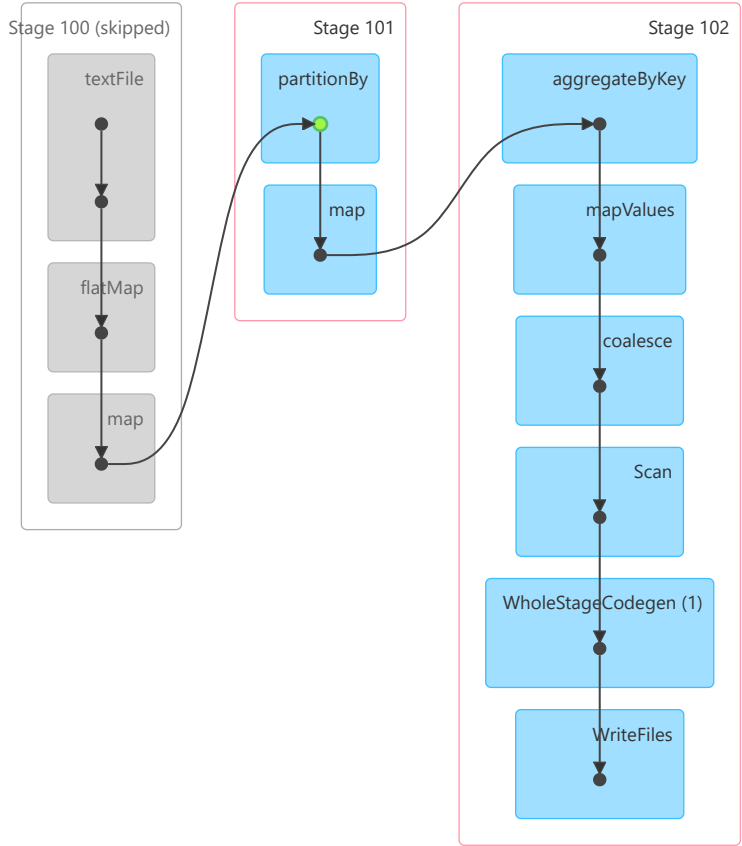 Stage 100 (skipped)
textFile
flatMap
map
Stage 101
partitionBy
map
Stage 102
aggregateByKey
mapValues
coalesce
Scan
WholeStageCodegen (1)
WriteFiles